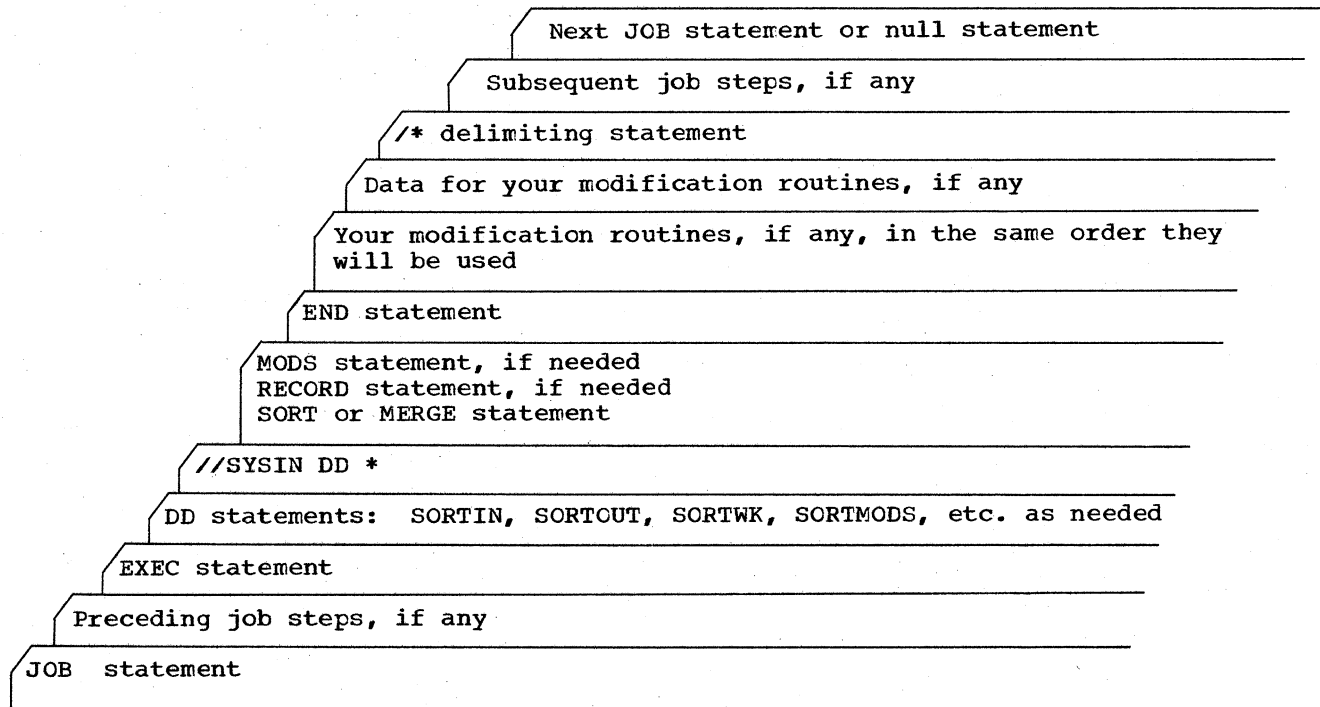 Next JOB statement or null statement
Subsequent job steps, if any
/* delimiting statement
Data for your modification routines, if any
Your modification routines, if any, in the same order they
will be used
END statement
MODS statement, if needed
RECORD statement, if needed
SORT or MERGE statement
//SYSIN DD *
DD statements: SORTIN, SORTOUT, SORTWK, SORTMODS, etc. as needed
EXEC statement
Preceding job steps, if any
JOB statement